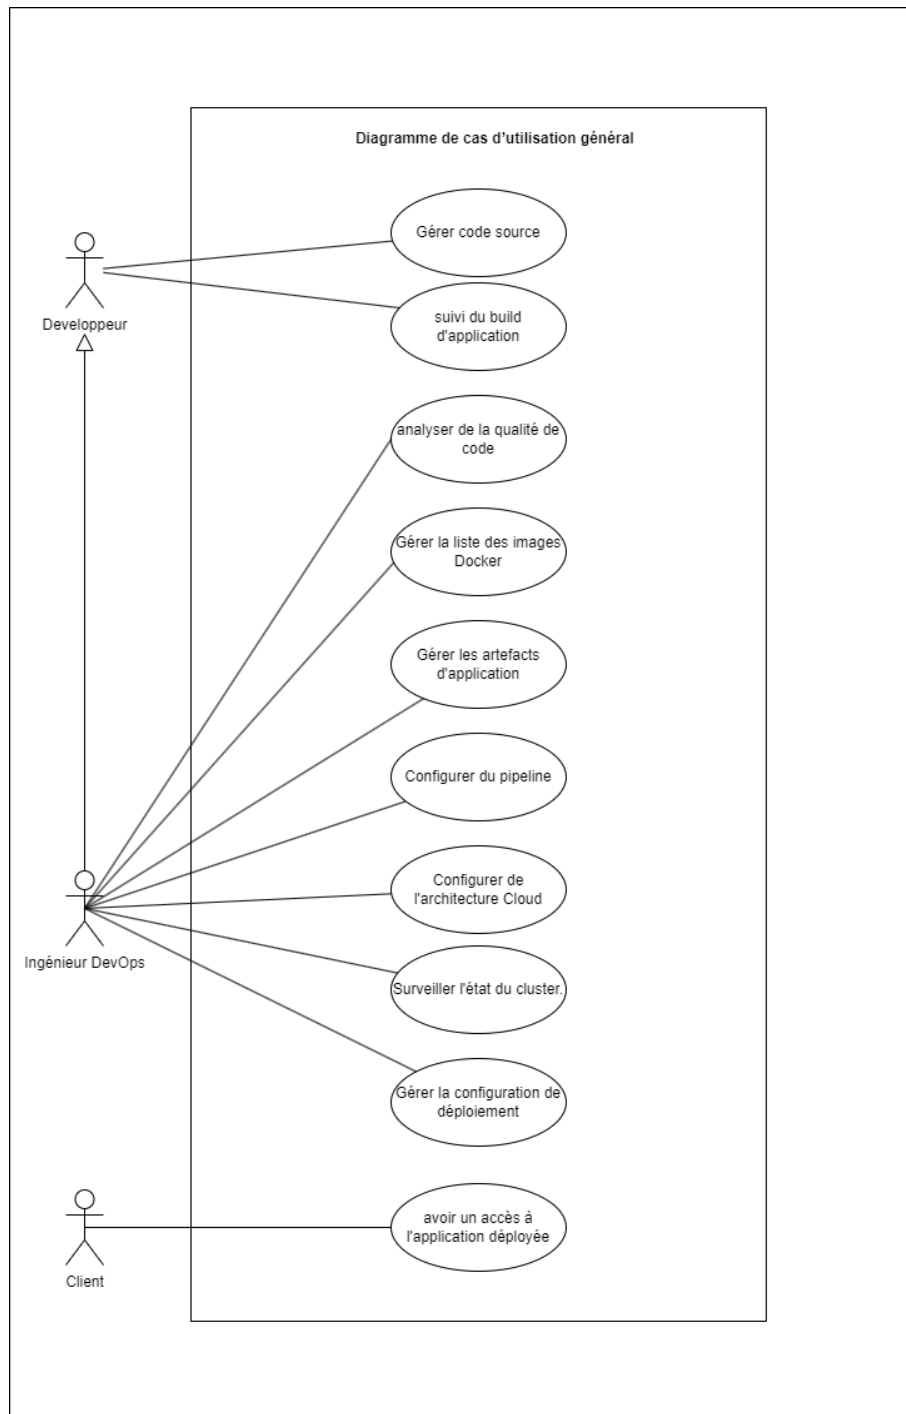 Diagramme de cas d'utilisation général
Gérer code source
Developpeur
suivi du build
d'application
analyser de la qualité de
code
Gérer la liste des images
Docker
Gérer les artefacts
d'application
Configurer du pipeline
Configurer de
l'architecture Cloud
Ingénieur DevOps
Surveiller l'état du cluster.
Gérer la configuration de
déploiement
avoir un accès à
l'application déployée
Client